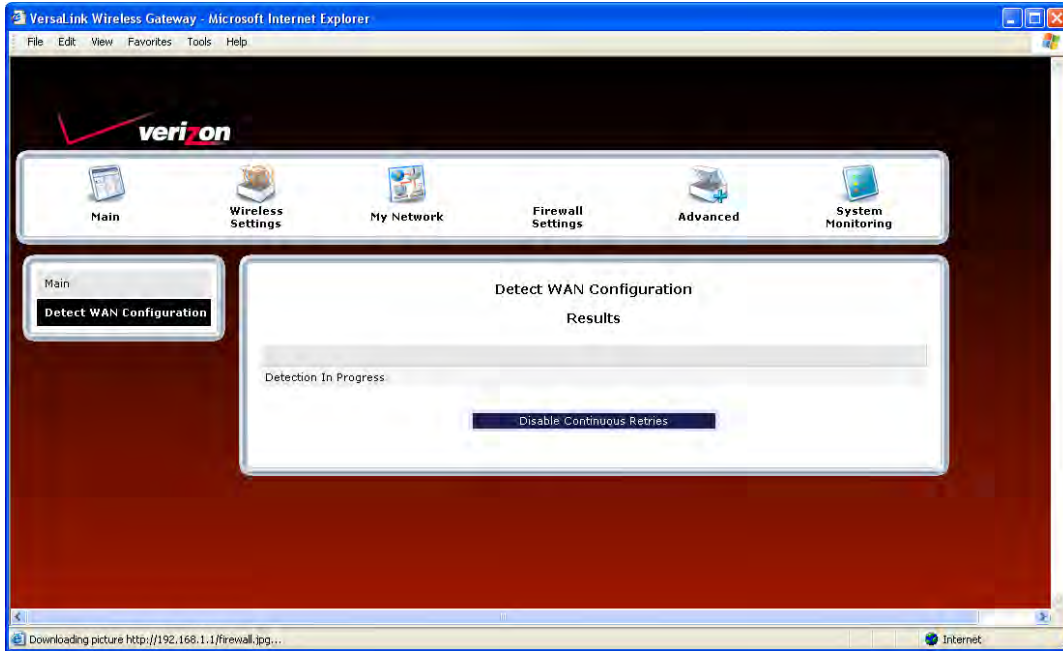 VersaLink Wireless Gateway - Microsoft Internet Explorer
File Edit View Favorites Tools Help
verizon
Main
Wireless
Settings
My Network
Firewall
Settings
Advanced
System
Monitoring
Main
Detect WAN Configuration
Detect WAN Configuration
Results
Detection In Progress
Disable Continuous Retries
Downloading picture http://192.168.1.1/firewall.jpg...
Internet